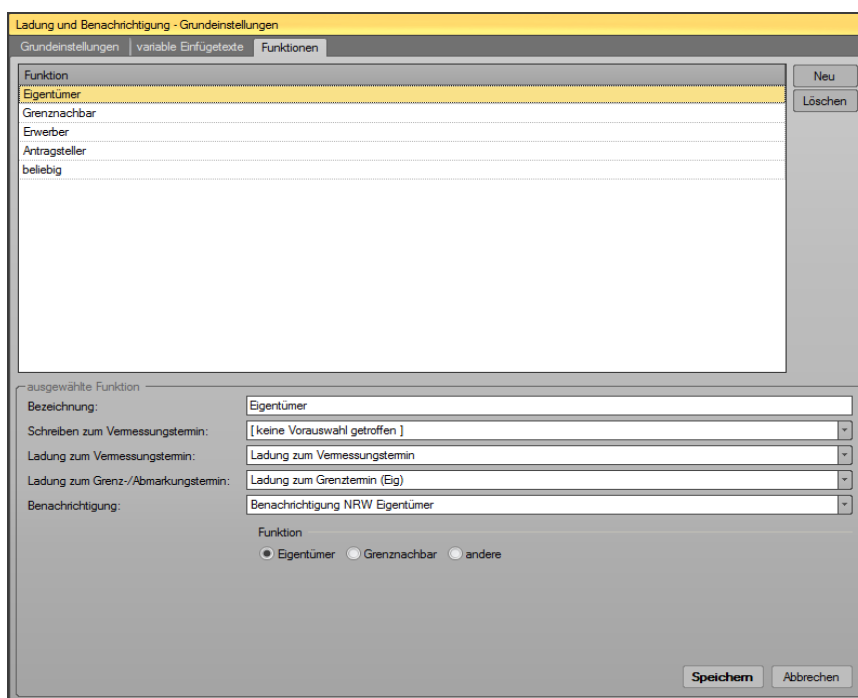 Ladung und Benachrichtigung - Grundeinstellungen
Grundeinstellungen variable Einfügetexte Funktionen
Funktion Neu
Eigentümer Löschen
Grenznachbar
Erwerber
Antragsteller
beliebig
ausgewählte Funktion
Bezeichnung: Eigentümer
Schreiben zum Vermessungstermin: [ keine Vorauswahl getroffen ]
Ladung zum Vermessungstermin: Ladung zum Vermessungstermin
Ladung zum Grenz-/Abmarkungstermin: Ladung zum Grenztermin (Eig)
Benachrichtigung: Benachrichtigung NRW Eigentümer
Funktion
Eigentümer Grenznachbar andere
Speichern Abbrechen